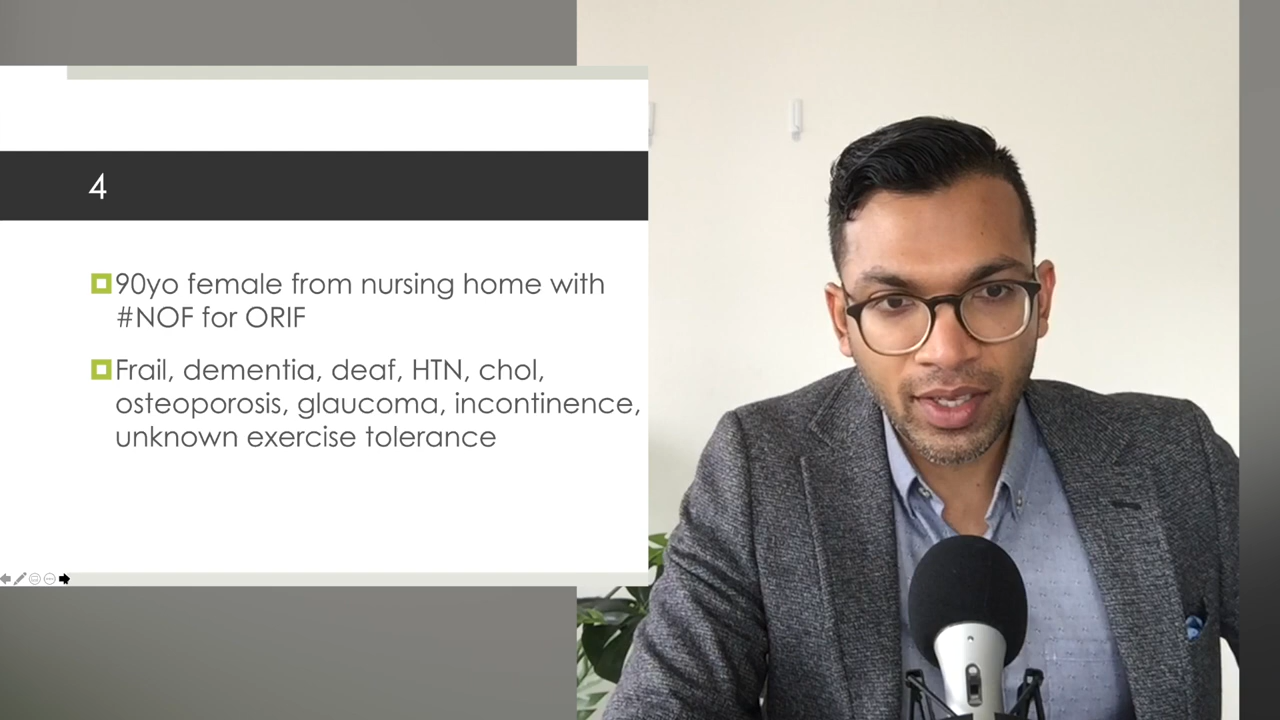 4
90yo female from nursing home with
#NOF for ORIF
Frail, dementia, deaf, HTN, chol,
osteoporosis, glaucoma, incontinence,
unknown exercise tolerance